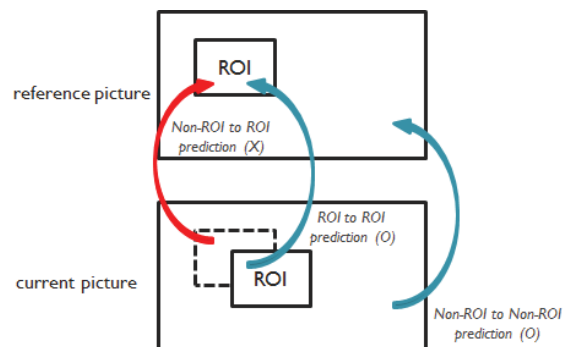 ROI
reference picture
Non-ROI to ROI
prediction (X)
ROI to ROI
prediction (O)
ROI
current picture
Non-ROI to Non-ROI
prediction (O)